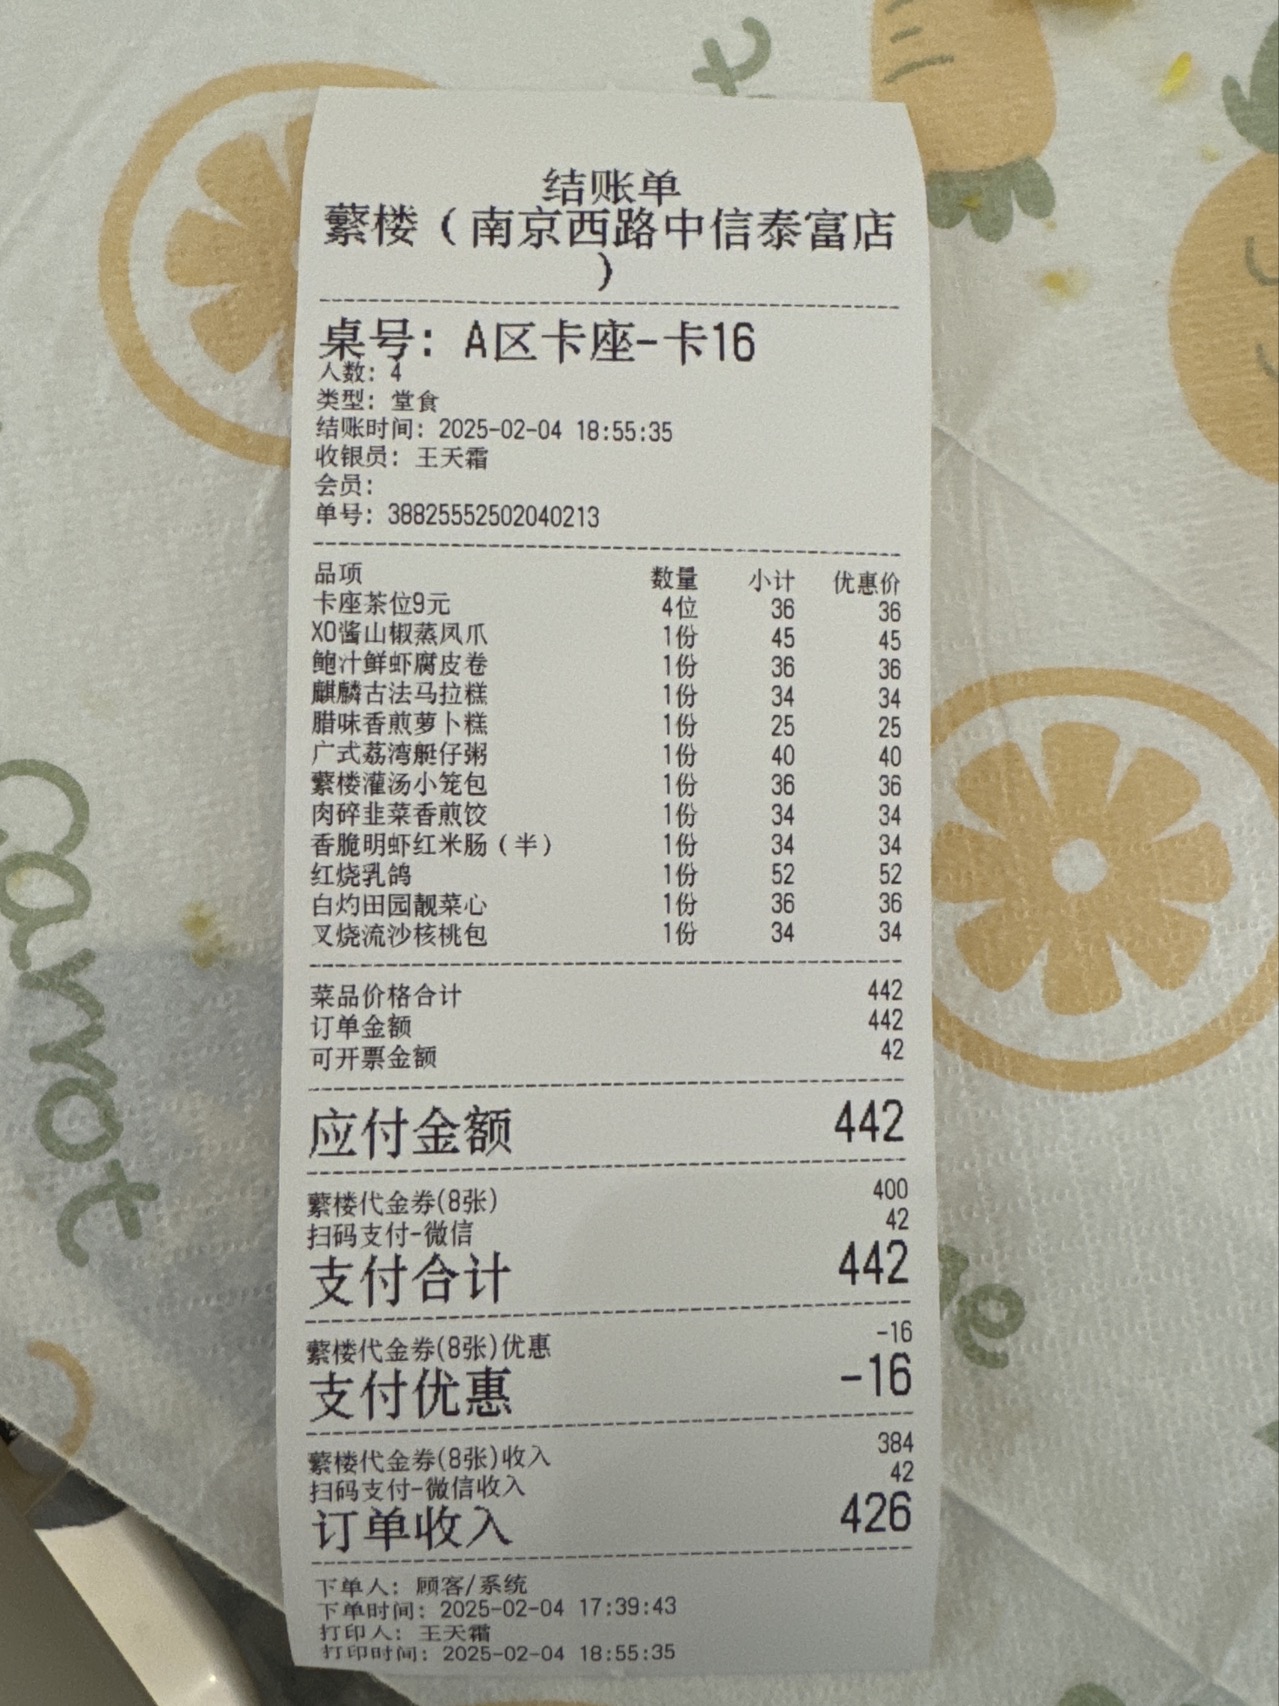 结账单
蘩楼（南京西路中信泰富店
）
桌号：A区卡座-卡16
人数：4
类型：堂食
结账时间：2025-02-04 18:55:35
收银员：王天霜
会员：
单号：38825552502040213
品项 数量 小计 优惠价
卡座茶位9元 4位 36 36
XO酱山椒蒸凤爪 1份 45 45
鲍汁鲜虾腐皮卷 1份 36 36
麒麟古法马拉糕 1份 34 34
腊味香煎萝卜糕 1份 25 25
广式荔湾艇仔粥 1份 40 40
蘩楼灌汤小笼包 1份 36 36
肉碎韭菜香煎饺 1份 34 34
香脆明虾红米肠（半） 1份 34 34
红烧乳鸽 1份 52 52
白灼田园靓菜心 1份 36 36
叉烧流沙核桃包 1份 34 34
菜品价格合计 442
订单金额 442
可开票金额 42
应付金额 442
蘩楼代金券(8张) 400
扫码支付-微信 42
支付合计 442
蘩楼代金券(8张)优惠 -16
支付优惠 -16
蘩楼代金券(8张)收入 384
扫码支付-微信收入 42
订单收入 426
下单人：顾客/系统
下单时间：2025-02-04 17:39:43
打印人：王天霜
打印时间：2025-02-04 18:55:35
carrot